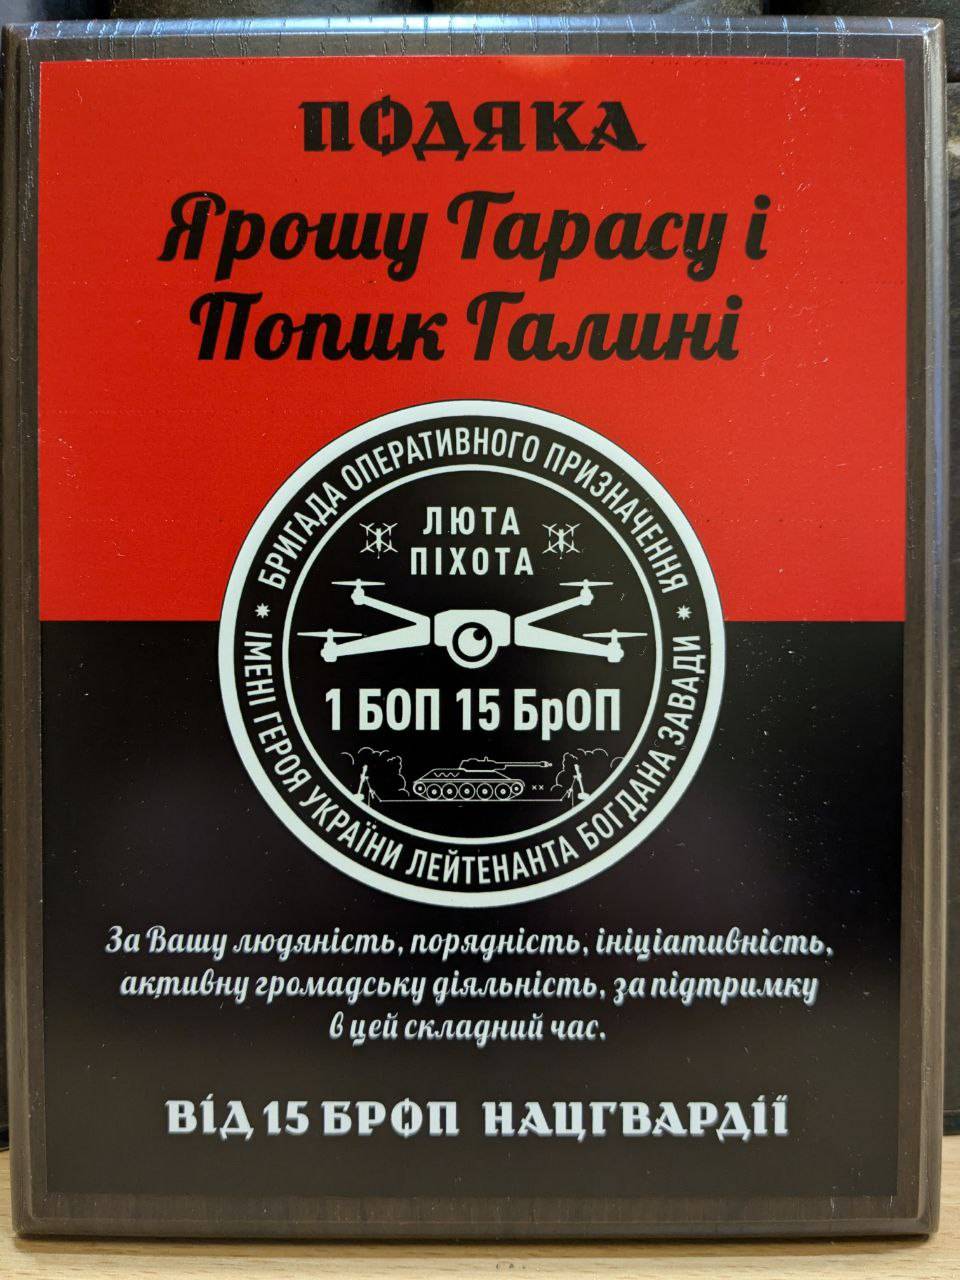 ПОДЯКА
Ярошу Тарасу і
Попик Галині
БРИГАДА ОПЕРАТИВНОГО ПРИЗНАЧЕННЯ
ЛЮТА
ПІХОТА
1 БОП 15 БрОП
ІМЕНІ ГЕРОЯ УКРАЇНИ ЛЕЙТЕНАНТА БОГДАНА ЗАВАДИ
За Вашу людяність, порядність, ініціативність,
активну громадську діяльність, за підтримку
в цей складний час.
ВІД 15 БРОП НАЦГВАРДІЇ